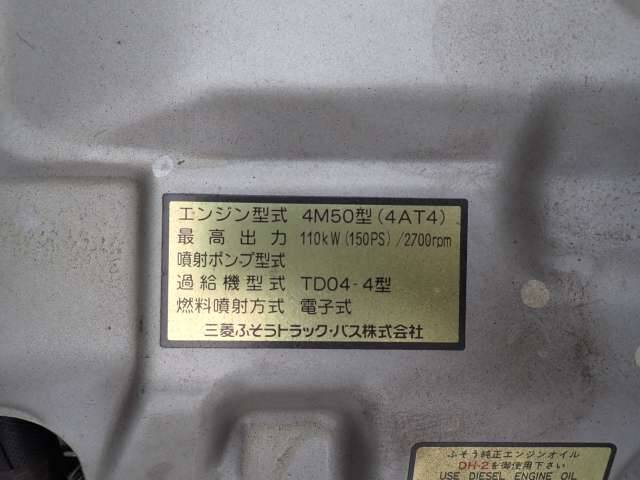 エンジン型式 4M50型(4AT4)
最高出力 110kW(150PS)/2700rpm
噴射ポンプ型式
過給機型式 TD04-4型
燃料噴射方式 電子式
三菱ふそうトラック・バス株式会社
ふそう純正エンジンオイル
DH-2を御使用下さい
USE DIESEL ENGINE OIL